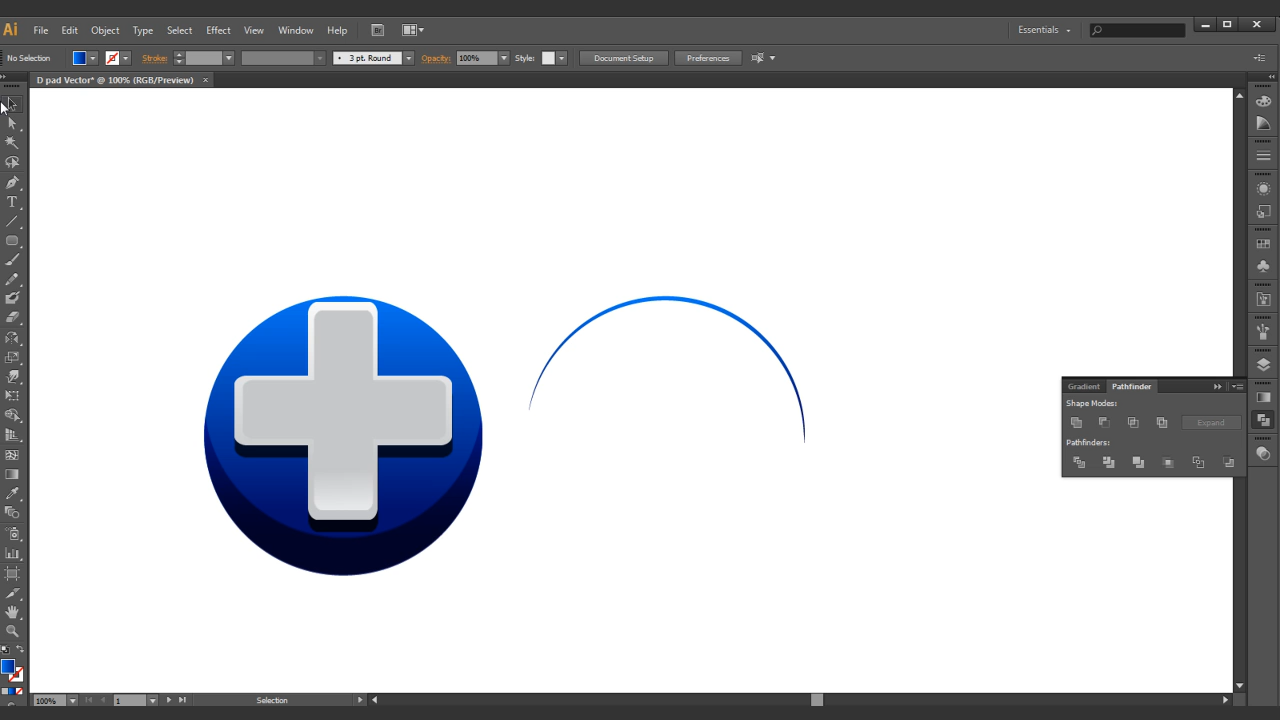 Ai File Edit Object Type Select Effect View Window Help Br Essentials
No Selection Stroke: 3 pt. Round Opacity: 100% Style: Document Setup Preferences
D pad Vector* @ 100% (RGB/Preview) ×
Gradient Pathfinder
Shape Modes:
Expand
Pathfinders:
100% 1 Selection